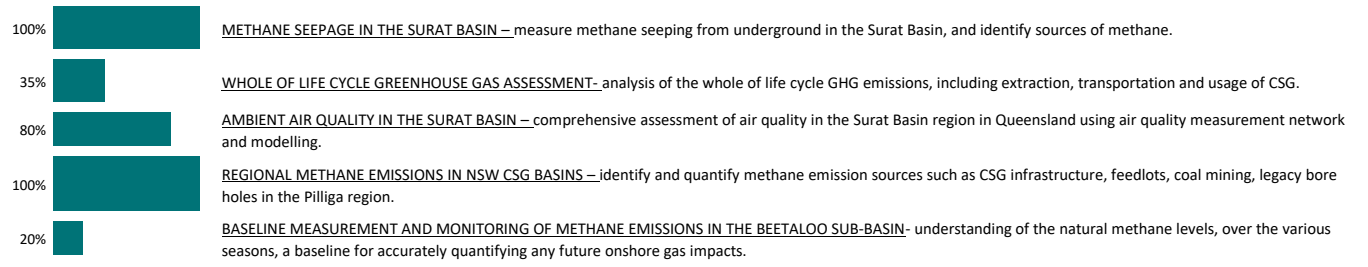 100%
METHANE SEEPAGE IN THE SURAT BASIN – measure methane seeping from underground in the Surat Basin, and identify sources of methane.
35%
WHOLE OF LIFE CYCLE GREENHOUSE GAS ASSESSMENT- analysis of the whole of life cycle GHG emissions, including extraction, transportation and usage of CSG.
80%
AMBIENT AIR QUALITY IN THE SURAT BASIN – comprehensive assessment of air quality in the Surat Basin region in Queensland using air quality measurement network
and modelling.
100%
REGIONAL METHANE EMISSIONS IN NSW CSG BASINS – identify and quantify methane emission sources such as CSG infrastructure, feedlots, coal mining, legacy bore
holes in the Pilliga region.
20%
BASELINE MEASUREMENT AND MONITORING OF METHANE EMISSIONS IN THE BEETALOO SUB-BASIN- understanding of the natural methane levels, over the various
seasons, a baseline for accurately quantifying any future onshore gas impacts.